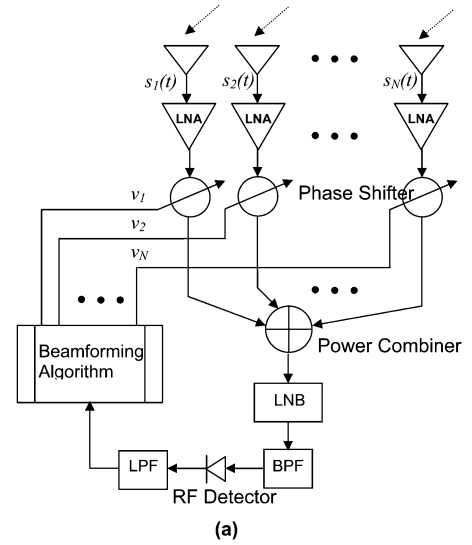 s1(t) s2(t) sN(t)
LNA LNA LNA
v1
Phase Shifter
v2
vN
Beamforming
Algorithm
Power Combiner
LNB
LPF
BPF
RF Detector
(a)